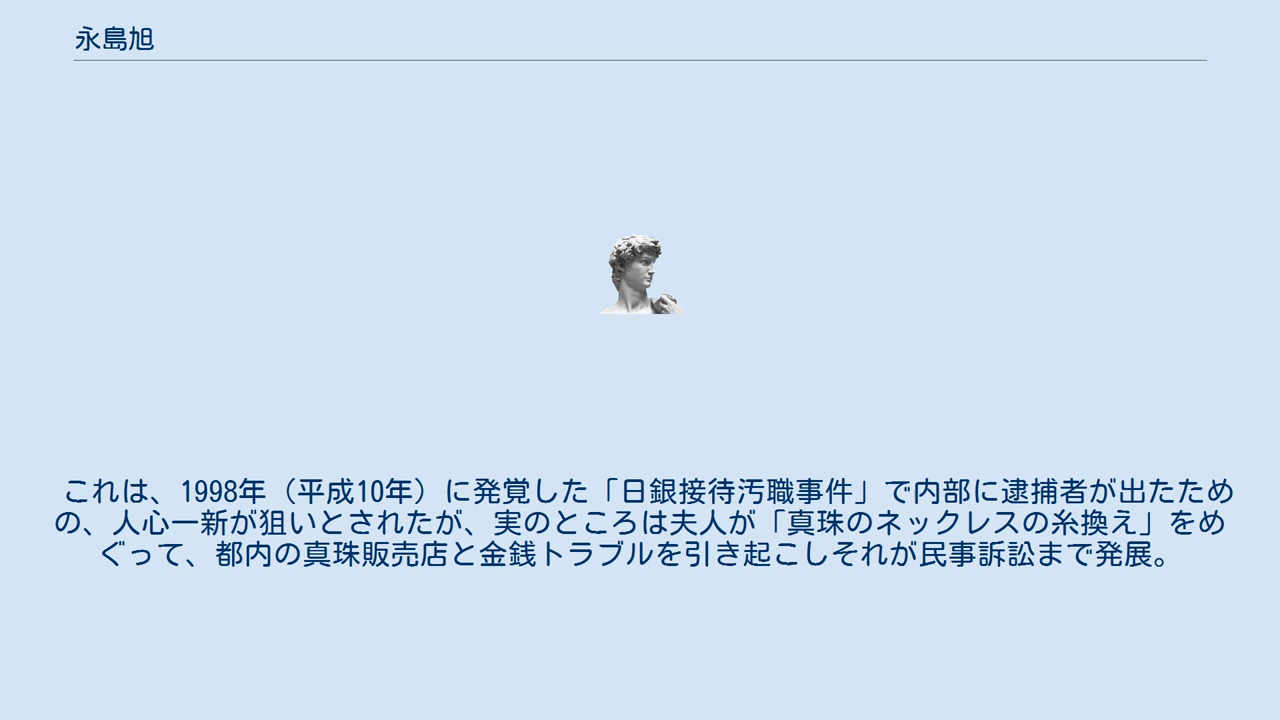 永島旭
これは、1998年（平成10年）に発覚した「日銀接待汚職事件」で内部に逮捕者が出たため
の、人心一新が狙いとされたが、実のところは夫人が「真珠のネックレスの糸換え」をめ
ぐって、都内の真珠販売店と金銭トラブルを引き起こしそれが民事訴訟まで発展。